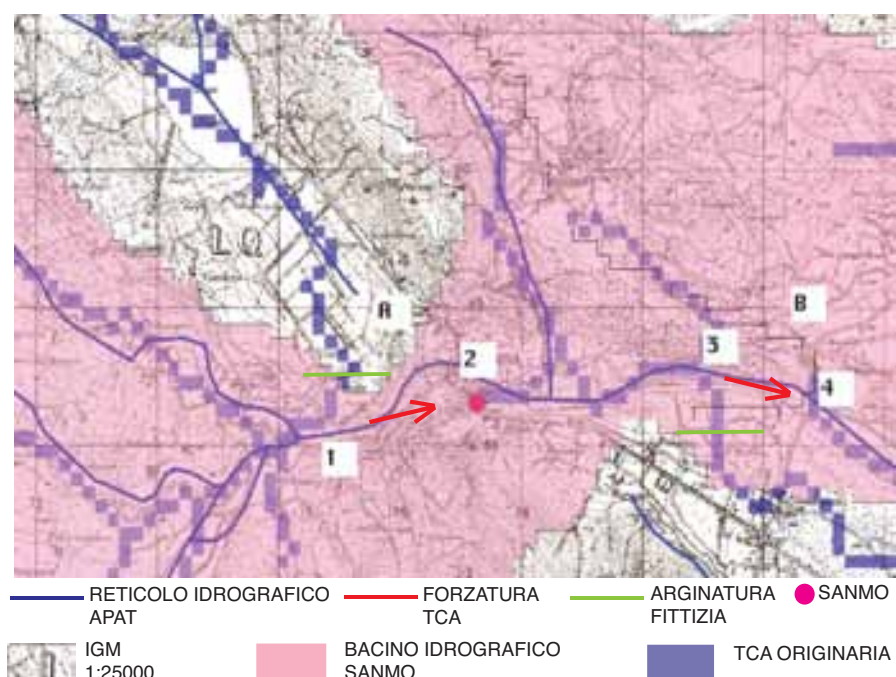 L Q
A
B
2
3
4
1
RETICOLO IDROGRAFICO
APAT
FORZATURA
TCA
ARGINATURA
FITTIZIA
SANMO
IGM
1:25000
BACINO IDROGRAFICO
SANMO
TCA ORIGINARIA